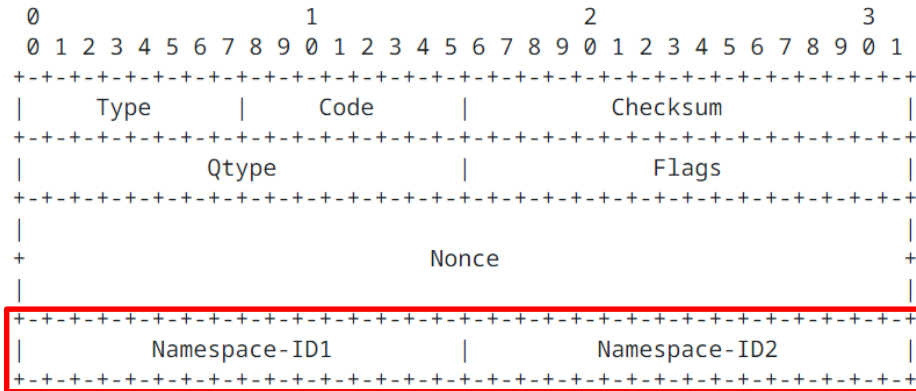 0                   1                   2                   3
0 1 2 3 4 5 6 7 8 9 0 1 2 3 4 5 6 7 8 9 0 1 2 3 4 5 6 7 8 9 0 1
+-+-+-+-+-+-+-+-+-+-+-+-+-+-+-+-+-+-+-+-+-+-+-+-+-+-+-+-+-+-+-+-+
|     Type      |     Code      |          Checksum             |
+-+-+-+-+-+-+-+-+-+-+-+-+-+-+-+-+-+-+-+-+-+-+-+-+-+-+-+-+-+-+-+-+
|             Qtype             |             Flags             |
+-+-+-+-+-+-+-+-+-+-+-+-+-+-+-+-+-+-+-+-+-+-+-+-+-+-+-+-+-+-+-+-+
|                                                               |
+                             Nonce                             +
|                                                               |
+-+-+-+-+-+-+-+-+-+-+-+-+-+-+-+-+-+-+-+-+-+-+-+-+-+-+-+-+-+-+-+-+
|         Namespace-ID1         |         Namespace-ID2         |
+-+-+-+-+-+-+-+-+-+-+-+-+-+-+-+-+-+-+-+-+-+-+-+-+-+-+-+-+-+-+-+-+